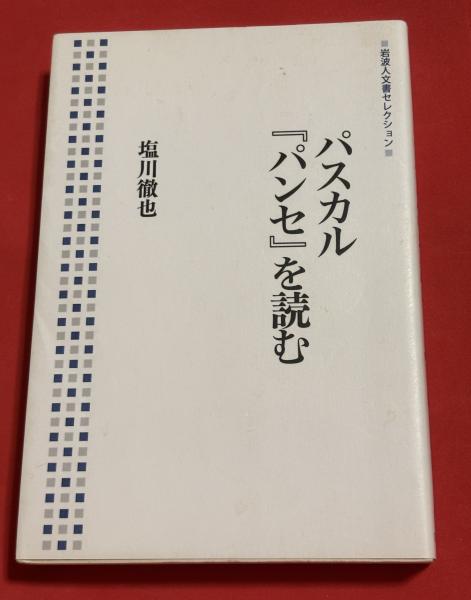 ■岩波人文書セレクション■
パスカル
『パンセ』を読む
塩川徹也